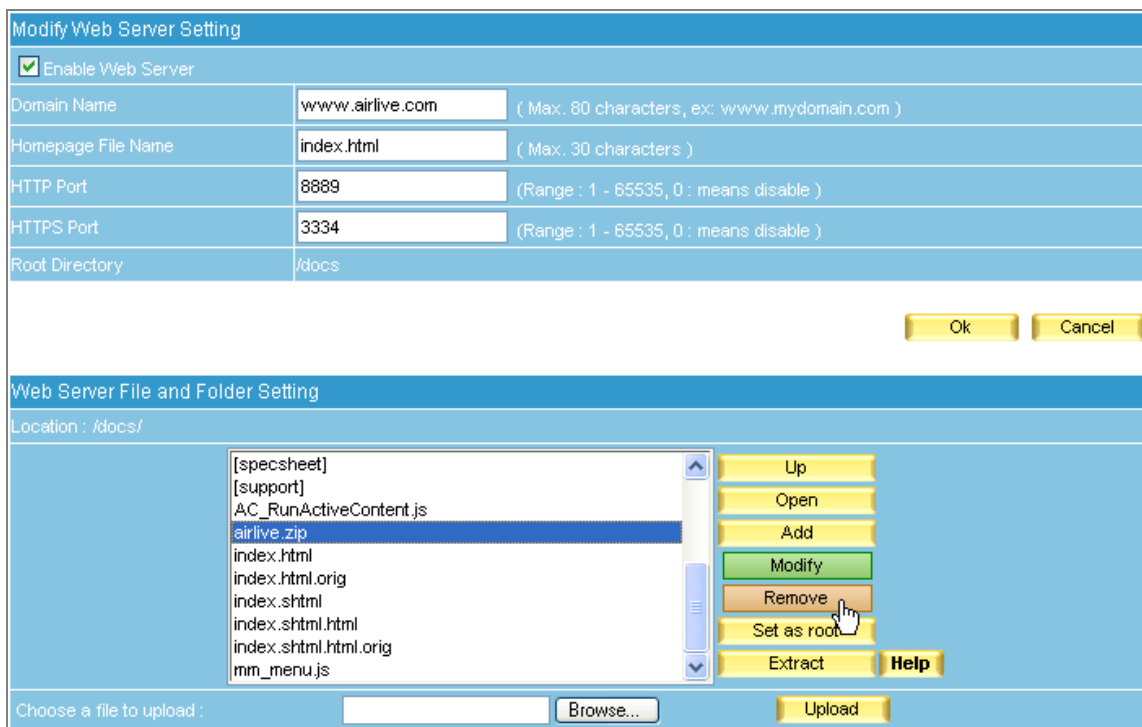 Modify Web Server Setting
Enable Web Server
Domain Name www.airlive.com ( Max. 80 characters, ex: www.mydomain.com )
Homepage File Name index.html ( Max. 30 characters )
HTTP Port 8889 (Range : 1 - 65535, 0 : means disable )
HTTPS Port 3334 (Range : 1 - 65535, 0 : means disable )
Root Directory /docs
Ok Cancel
Web Server File and Folder Setting
Location : /docs/
[specsheet]
[support]
AC_RunActiveContent.js
airlive.zip
index.html
index.html.orig
index.shtml
index.shtml.html
index.shtml.html.orig
mm_menu.js
Up
Open
Add
Modify
Remove
Set as root
Extract Help
Choose a file to upload : Browse... Upload